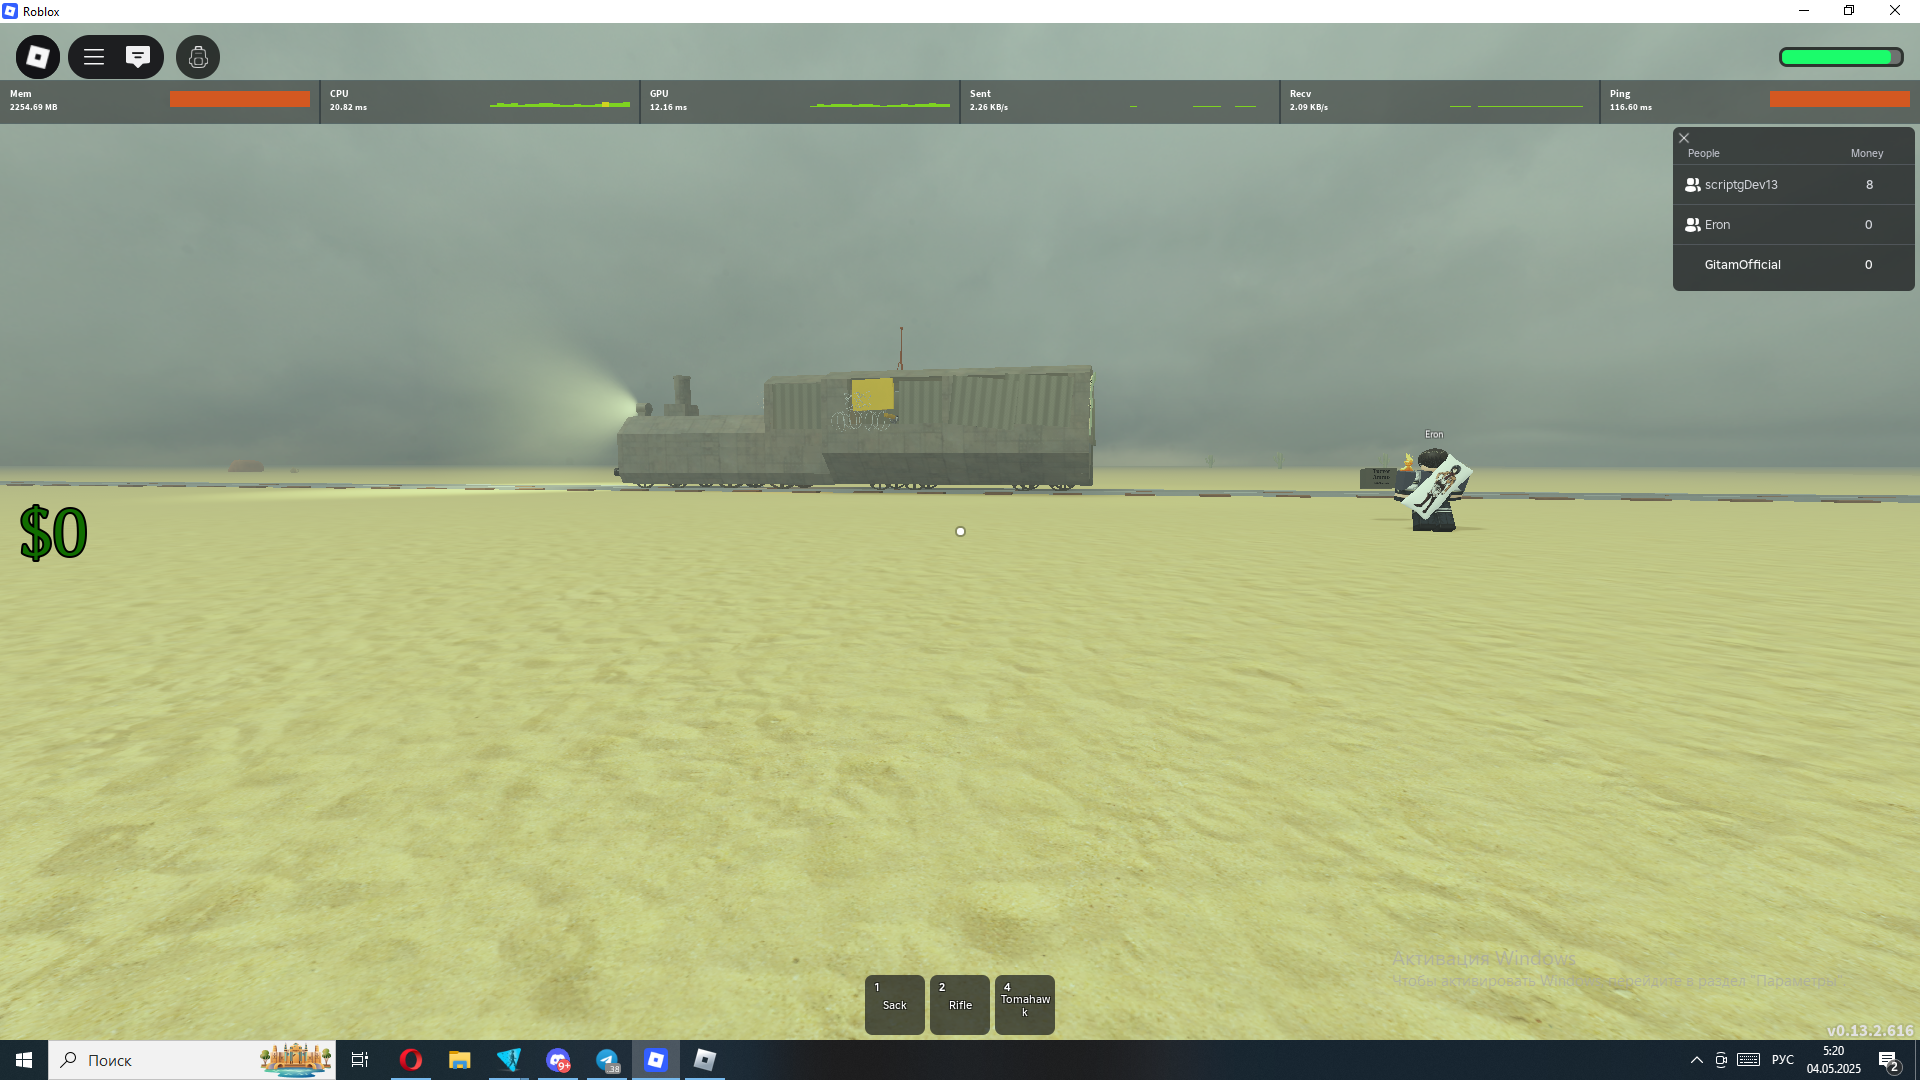 Roblox
Mem
2254.69 MB
CPU
20.82 ms
GPU
12.16 ms
Sent
2.26 KB/s
Recv
2.09 KB/s
Ping
116.60 ms
People Money
scriptgDev13 8
Eron 0
GitamOfficial 0
Eron
$0
1
Sack
2
Rifle
4
Tomahaw
k
Активация Windows
Чтобы активировать Windows, перейдите в раздел "Параметры".
v0.13.2.616
Поиск
9+
38
РУС
5:20
04.05.2025
2